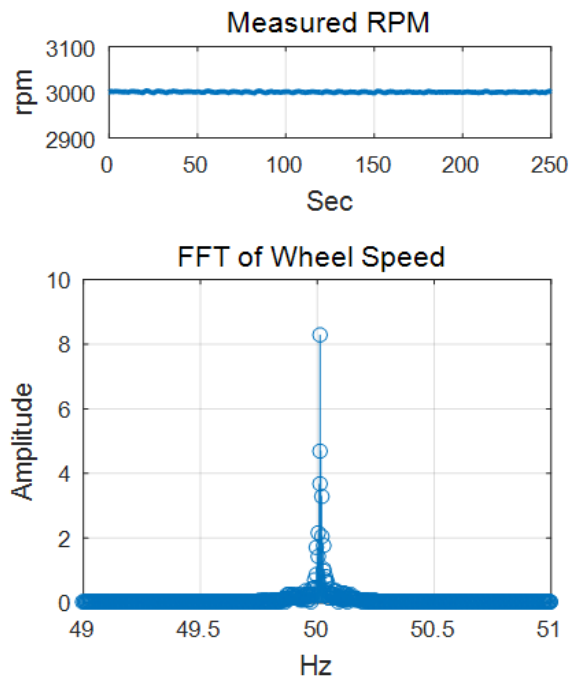 Measured RPM
3100
3000
2900
rpm
0 50 100 150 200 250
Sec
FFT of Wheel Speed
10
8
6
4
2
0
Amplitude
49 49.5 50 50.5 51
Hz